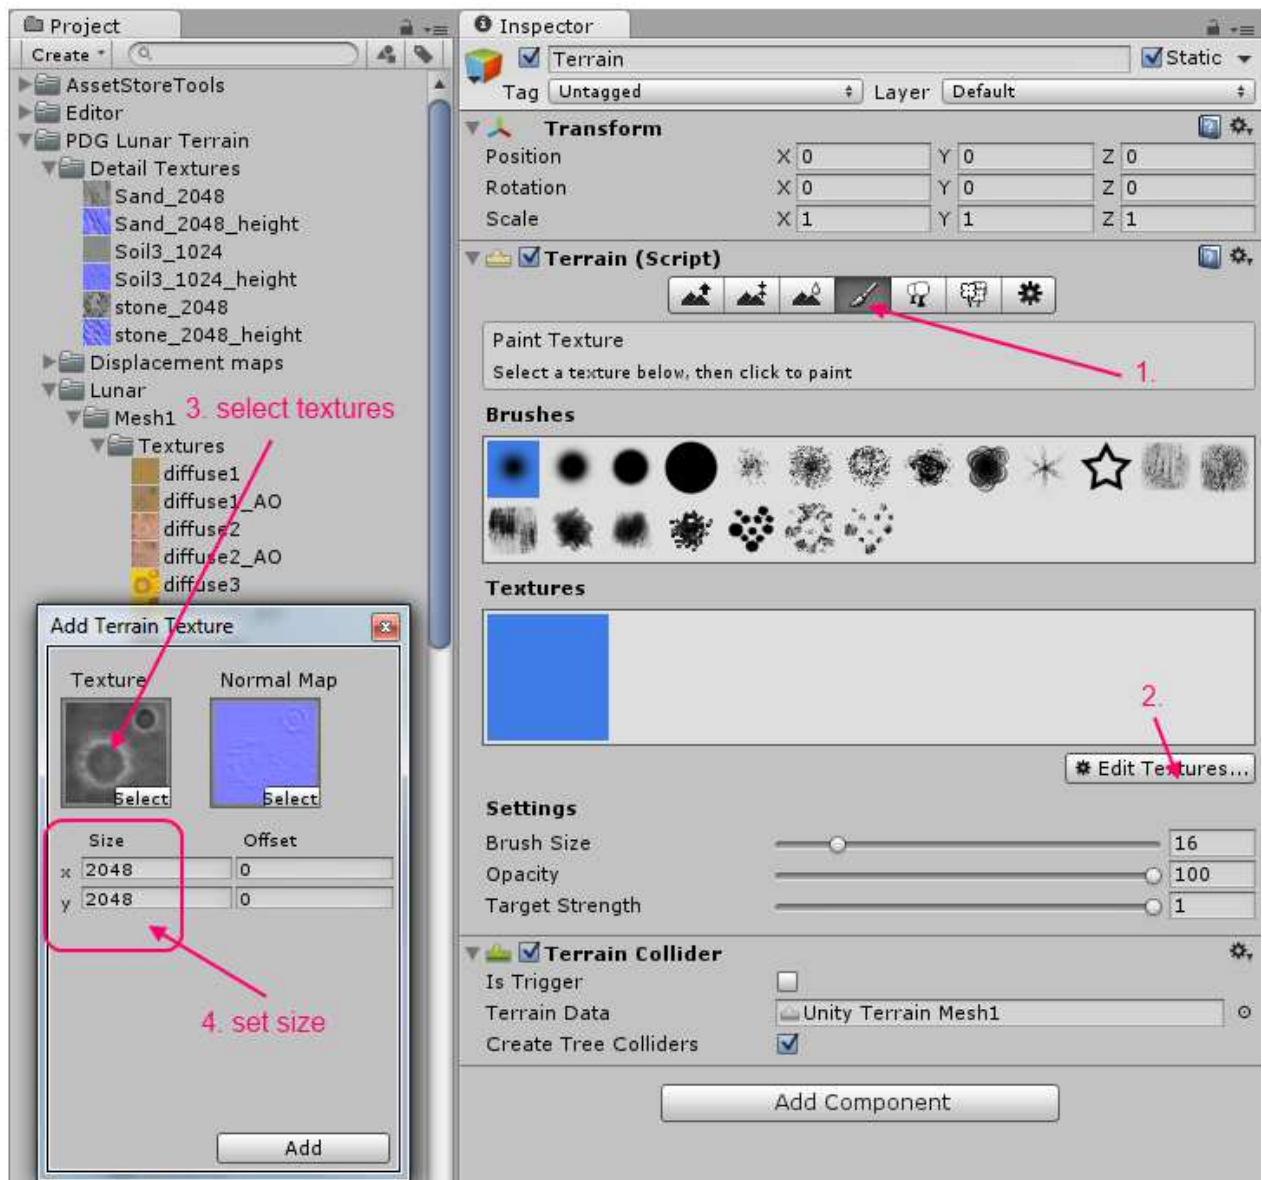 Project
Create
AssetStoreTools
Editor
PDG Lunar Terrain
Detail Textures
Sand_2048
Sand_2048_height
Soil3_1024
Soil3_1024_height
stone_2048
stone_2048_height
Displacement maps
Lunar
Mesh1
3. select textures
Textures
diffuse1
diffuse1_AO
diffuse2
diffuse2_AO
diffuse3
Add Terrain Texture
Texture Normal Map
Select Select
Size Offset
x 2048 0
y 2048 0
4. set size
Add
Inspector
Terrain Static
Tag Untagged Layer Default
Transform
Position X 0 Y 0 Z 0
Rotation X 0 Y 0 Z 0
Scale X 1 Y 1 Z 1
Terrain (Script)
Paint Texture
Select a texture below, then click to paint
1.
Brushes
Textures
2.
Edit Textures...
Settings
Brush Size 16
Opacity 100
Target Strength 1
Terrain Collider
Is Trigger
Terrain Data Unity Terrain Mesh1
Create Tree Colliders
Add Component